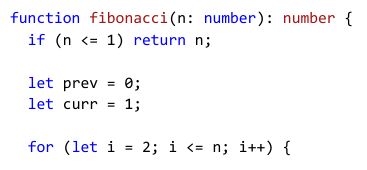 function fibonacci(n: number): number {
  if (n <= 1) return n;

  let prev = 0;
  let curr = 1;

  for (let i = 2; i <= n; i++) {